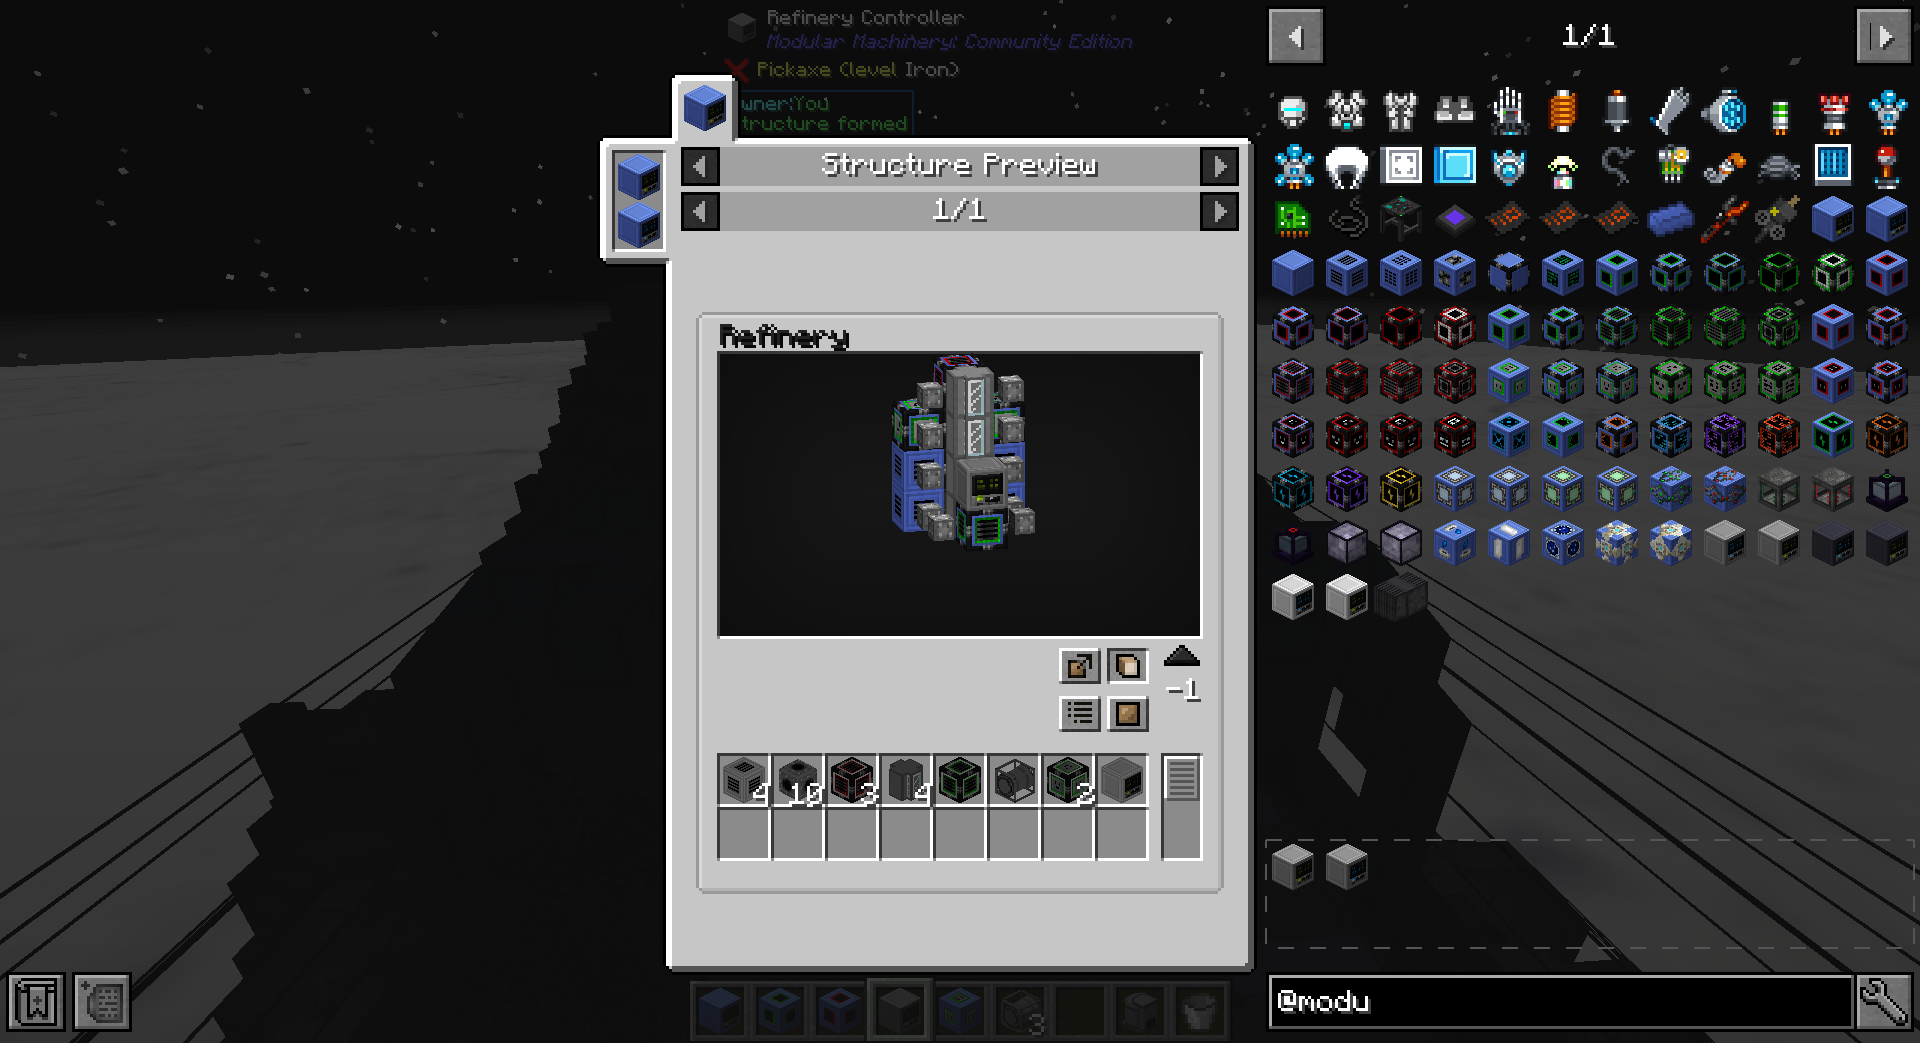 Refinery Controller
Modular Machinery: Community Edition
Pickaxe (level Iron)
wner:You
tructure formed
1/1
Structure Preview
1/1
Refinery
-1
4
10
3
4
2
3
@modu